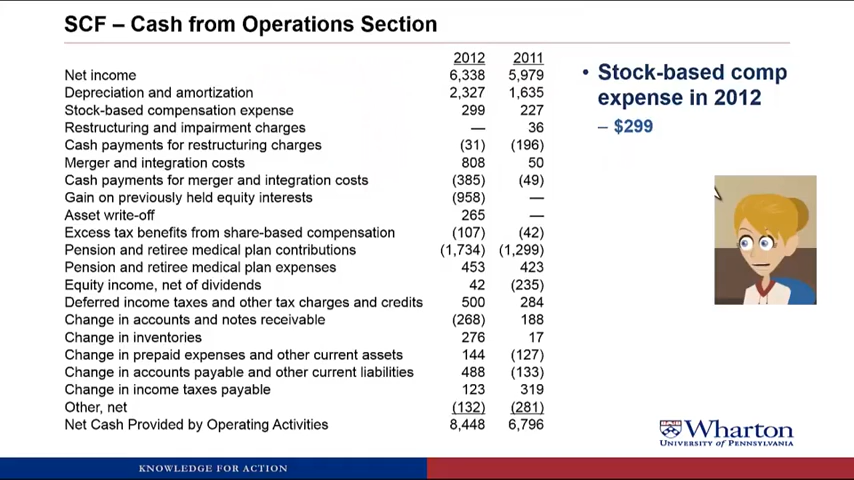 SCF – Cash from Operations Section
2012 2011
Net income 6,338 5,979
Depreciation and amortization 2,327 1,635
Stock-based compensation expense 299 227
Restructuring and impairment charges — 36
Cash payments for restructuring charges (31) (196)
Merger and integration costs 808 50
Cash payments for merger and integration costs (385) (49)
Gain on previously held equity interests (958) —
Asset write-off 265 —
Excess tax benefits from share-based compensation (107) (42)
Pension and retiree medical plan contributions (1,734) (1,299)
Pension and retiree medical plan expenses 453 423
Equity income, net of dividends 42 (235)
Deferred income taxes and other tax charges and credits 500 284
Change in accounts and notes receivable (268) 188
Change in inventories 276 17
Change in prepaid expenses and other current assets 144 (127)
Change in accounts payable and other current liabilities 488 (133)
Change in income taxes payable 123 319
Other, net (132) (281)
Net Cash Provided by Operating Activities 8,448 6,796
• Stock-based comp
expense in 2012
– $299
Wharton
UNIVERSITY of PENNSYLVANIA
KNOWLEDGE FOR ACTION